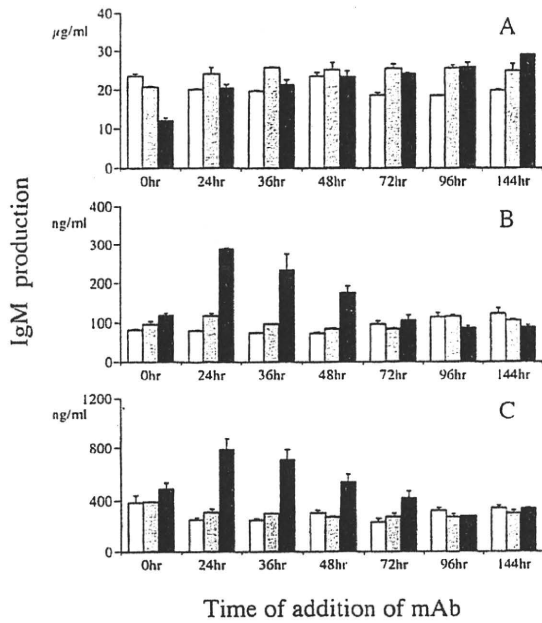 μg/ml
A
40
30
20
10
0
0hr 24hr 36hr 48hr 72hr 96hr 144hr
IgM production
ng/ml
B
400
300
200
100
0
0hr 24hr 36hr 48hr 72hr 96hr 144hr
ng/ml
C
1200
800
400
0
0hr 24hr 36hr 48hr 72hr 96hr 144hr
Time of addition of mAb